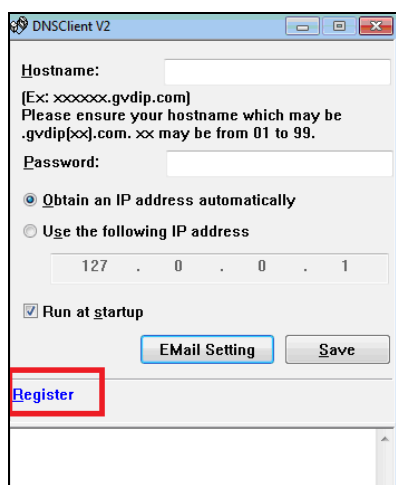 DNSClient V2
Hostname:
(Ex: xxxxxx.gvdip.com)
Please ensure your hostname which may be
.gvdip(xx).com. xx may be from 01 to 99.
Password:
Obtain an IP address automatically
Use the following IP address
127 . 0 . 0 . 1
Run at startup
EMail Setting Save
Register